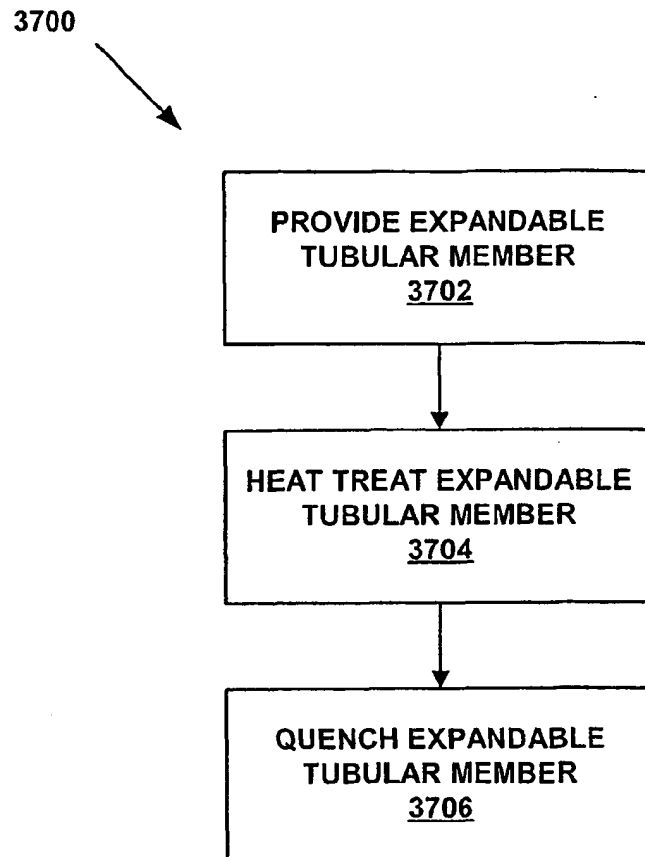 3700
PROVIDE EXPANDABLE
TUBULAR MEMBER
3702
HEAT TREAT EXPANDABLE
TUBULAR MEMBER
3704
QUENCH EXPANDABLE
TUBULAR MEMBER
3706